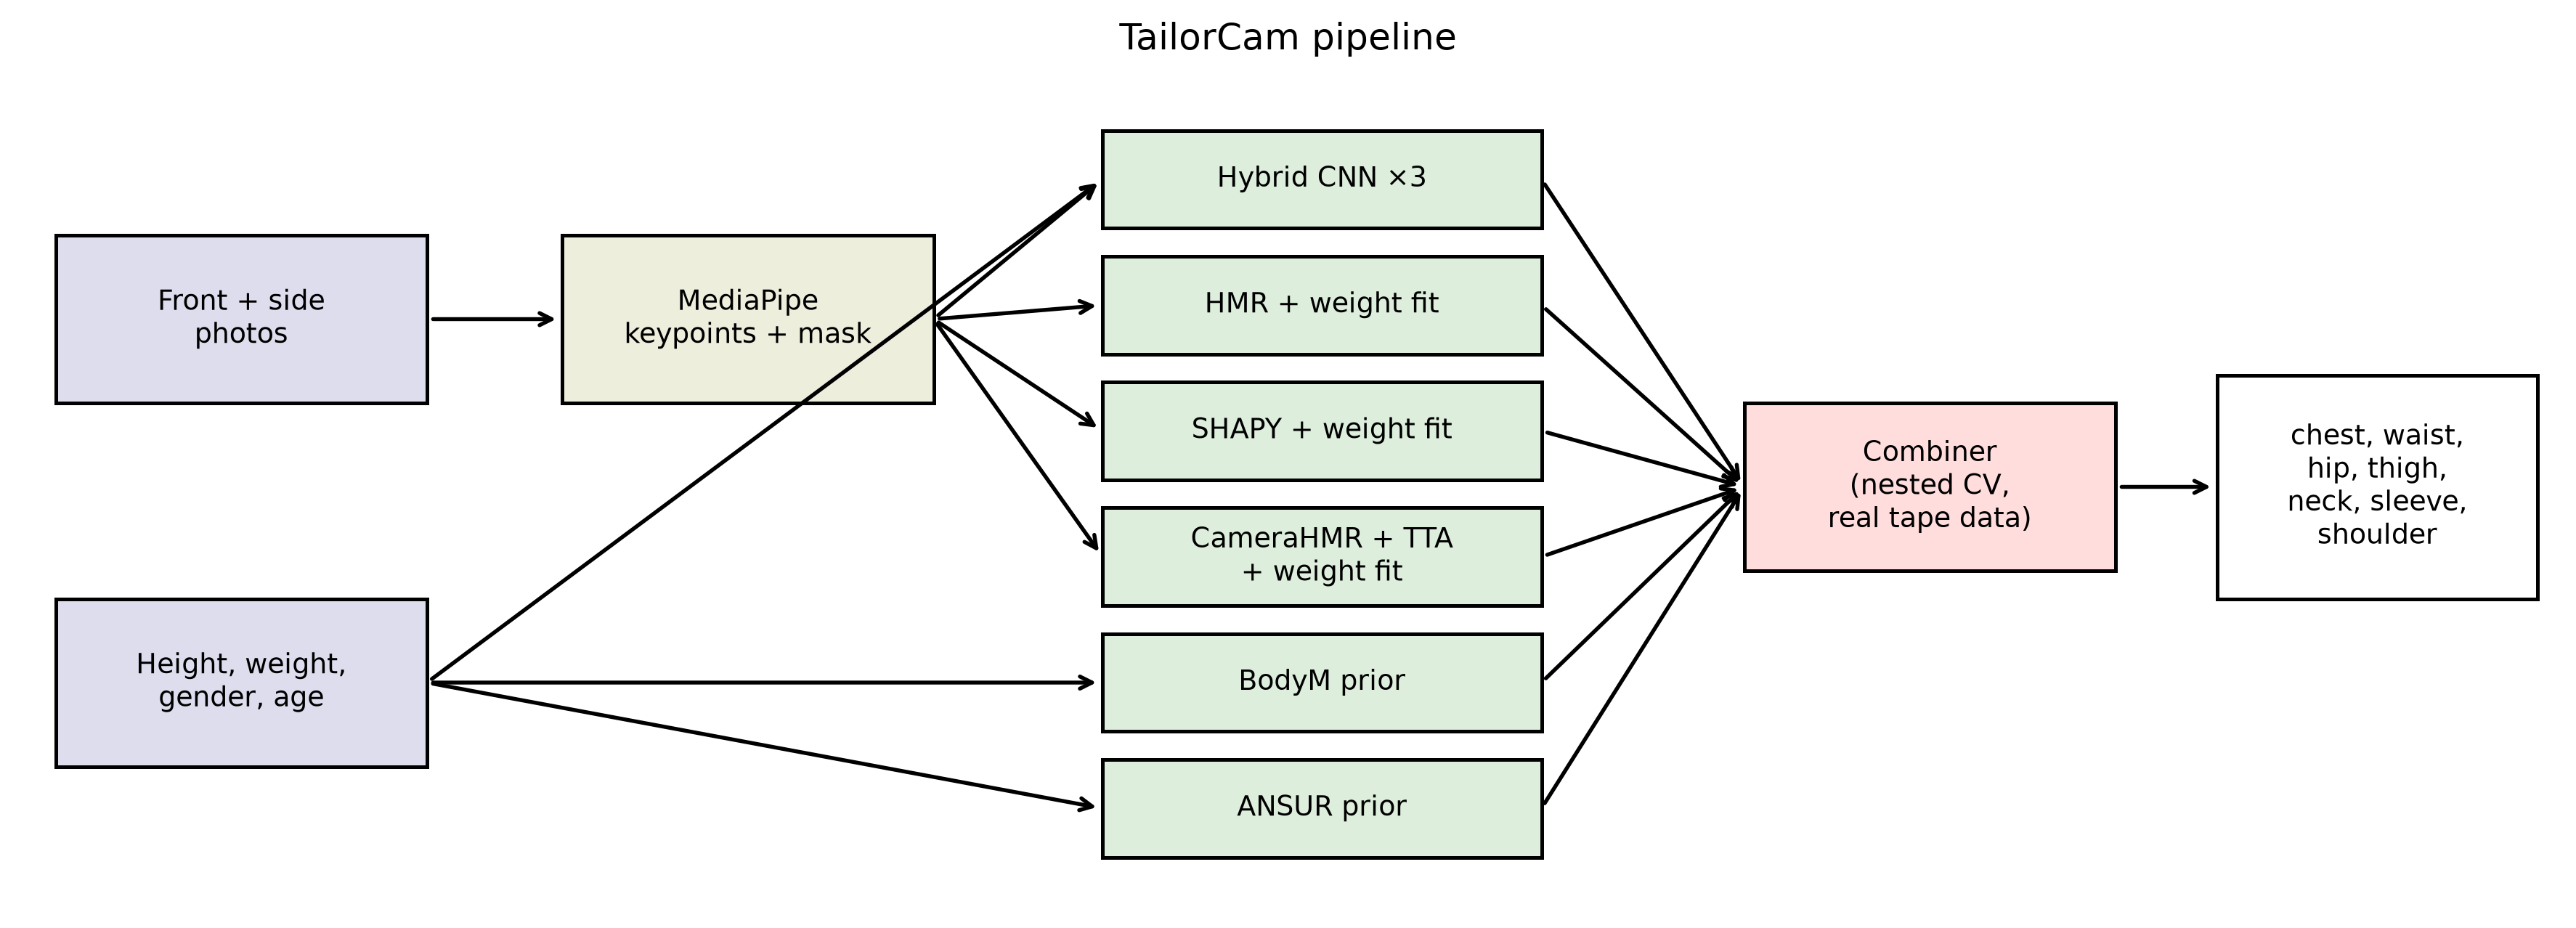 TailorCam pipeline
Front + side
photos
Height, weight,
gender, age
MediaPipe
keypoints + mask
Hybrid CNN ×3
HMR + weight fit
SHAPY + weight fit
CameraHMR + TTA
+ weight fit
BodyM prior
ANSUR prior
Combiner
(nested CV,
real tape data)
chest, waist,
hip, thigh,
neck, sleeve,
shoulder